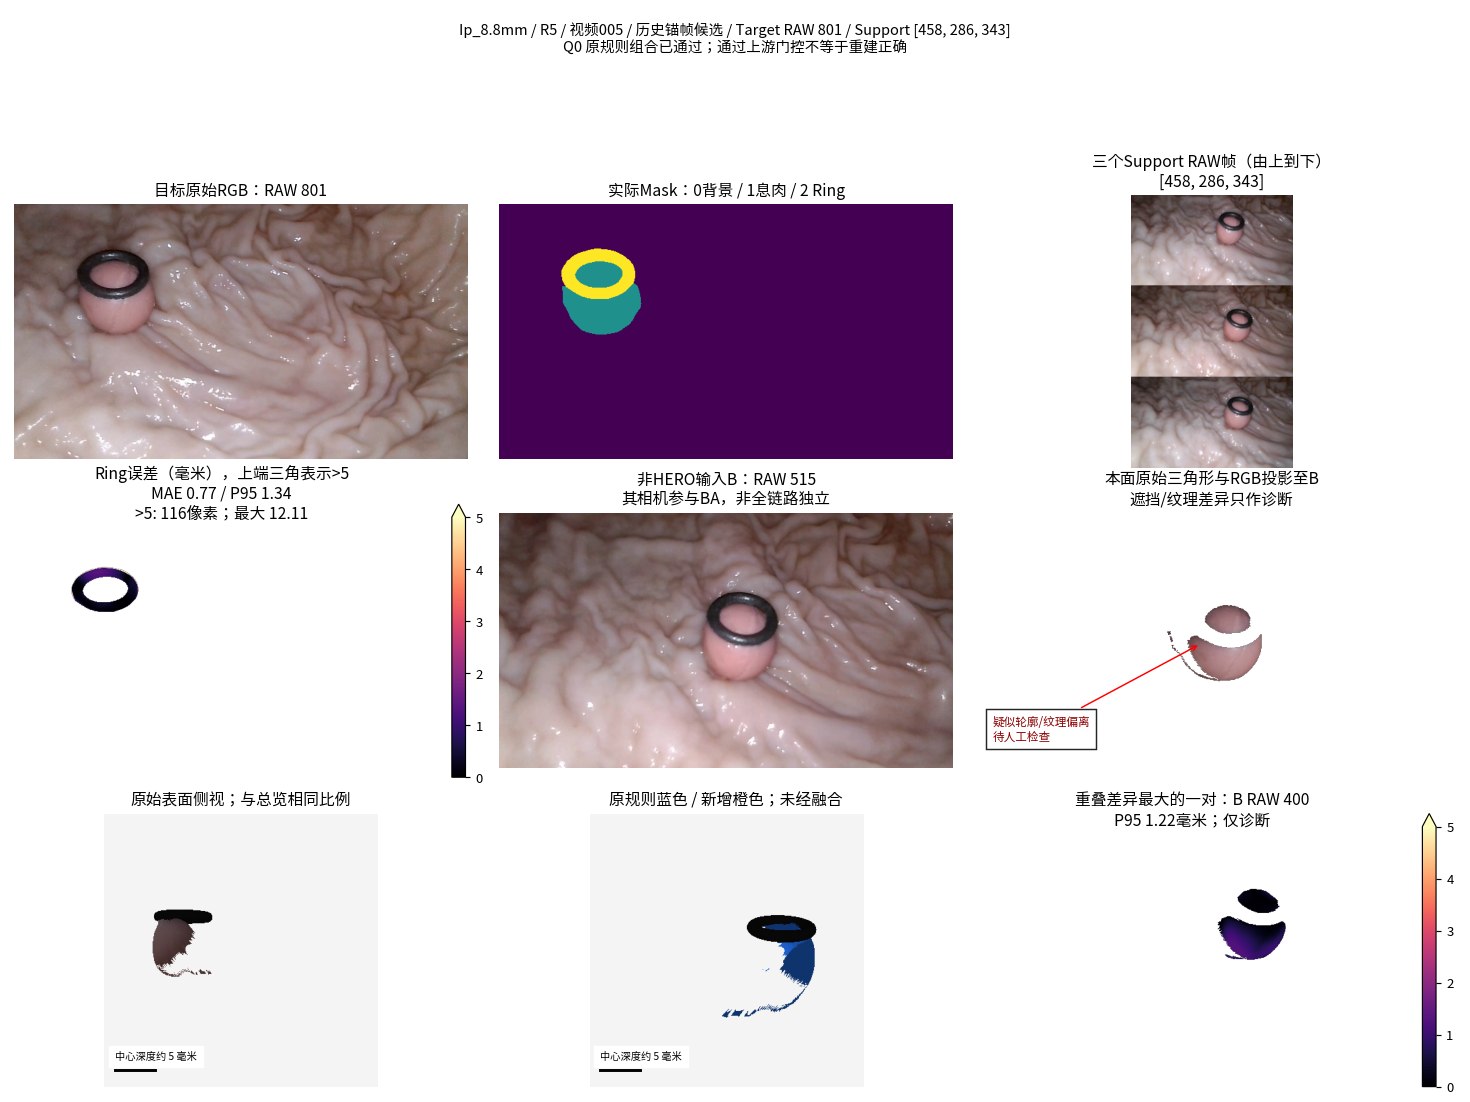 Ip_8.8mm / R5 / 视频005 / 历史锚帧候选 / Target RAW 801 / Support [458, 286, 343]
Q0 原规则组合已通过；通过上游门控不等于重建正确
目标原始RGB：RAW 801
实际Mask：0背景 / 1息肉 / 2 Ring
三个Support RAW帧（由上到下）
[458, 286, 343]
Ring误差（毫米），上端三角表示>5
MAE 0.77 / P95 1.34
>5: 116像素；最大 12.11
5
4
3
2
1
0
非HERO输入B：RAW 515
其相机参与BA，非全链路独立
本面原始三角形与RGB投影至B
遮挡/纹理差异只作诊断
疑似轮廓/纹理偏离
待人工检查
原始表面侧视；与总览相同比例
中心深度约 5 毫米
原规则蓝色 / 新增橙色；未经融合
中心深度约 5 毫米
重叠差异最大的一对：B RAW 400
P95 1.22毫米；仅诊断
5
4
3
2
1
0